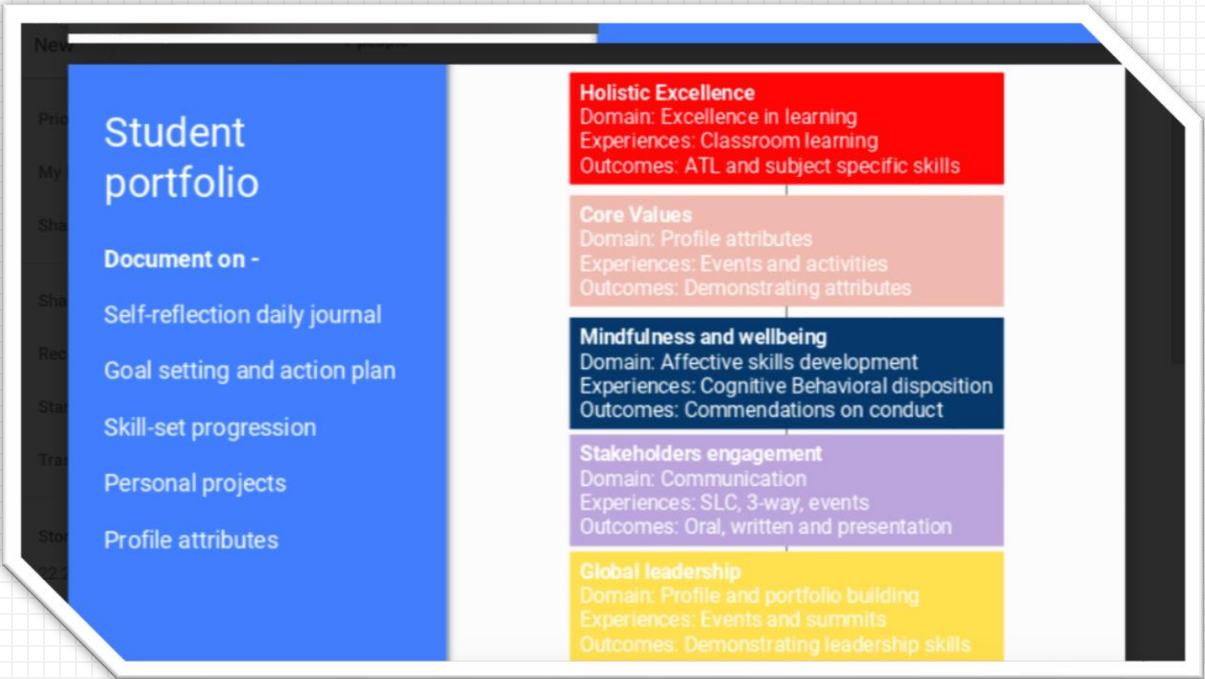 New
people
Student
portfolio
Document on -
Self-reflection daily journal
Goal setting and action plan
Skill-set progression
Personal projects
Profile attributes
Holistic Excellence
Domain: Excellence in learning
Experiences: Classroom learning
Outcomes: ATL and subject specific skills
Core Values
Domain: Profile attributes
Experiences: Events and activities
Outcomes: Demonstrating attributes
Mindfulness and wellbeing
Domain: Affective skills development
Experiences: Cognitive Behavioral disposition
Outcomes: Commendations on conduct
Stakeholders engagement
Domain: Communication
Experiences: SLC, 3-way, events
Outcomes: Oral, written and presentation
Global leadership
Domain: Profile and portfolio building
Experiences: Events and summits
Outcomes: Demonstrating leadership skills